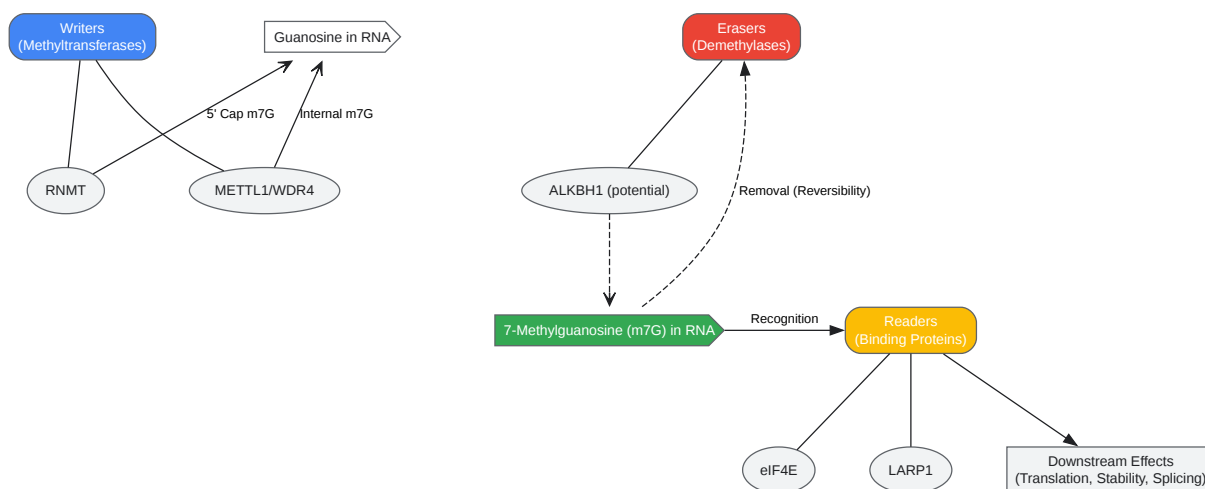 Writers
(Methyltransferases)
Guanosine in RNA
Erasers
(Demethylases)
5' Cap m7G
Internal m7G
RNMT
METTL1/WDR4
ALKBH1 (potential)
Removal (Reversibility)
7-Methylguanosine (m7G) in RNA
Recognition
Readers
(Binding Proteins)
eIF4E
LARP1
Downstream Effects
(Translation, Stability, Splicing)